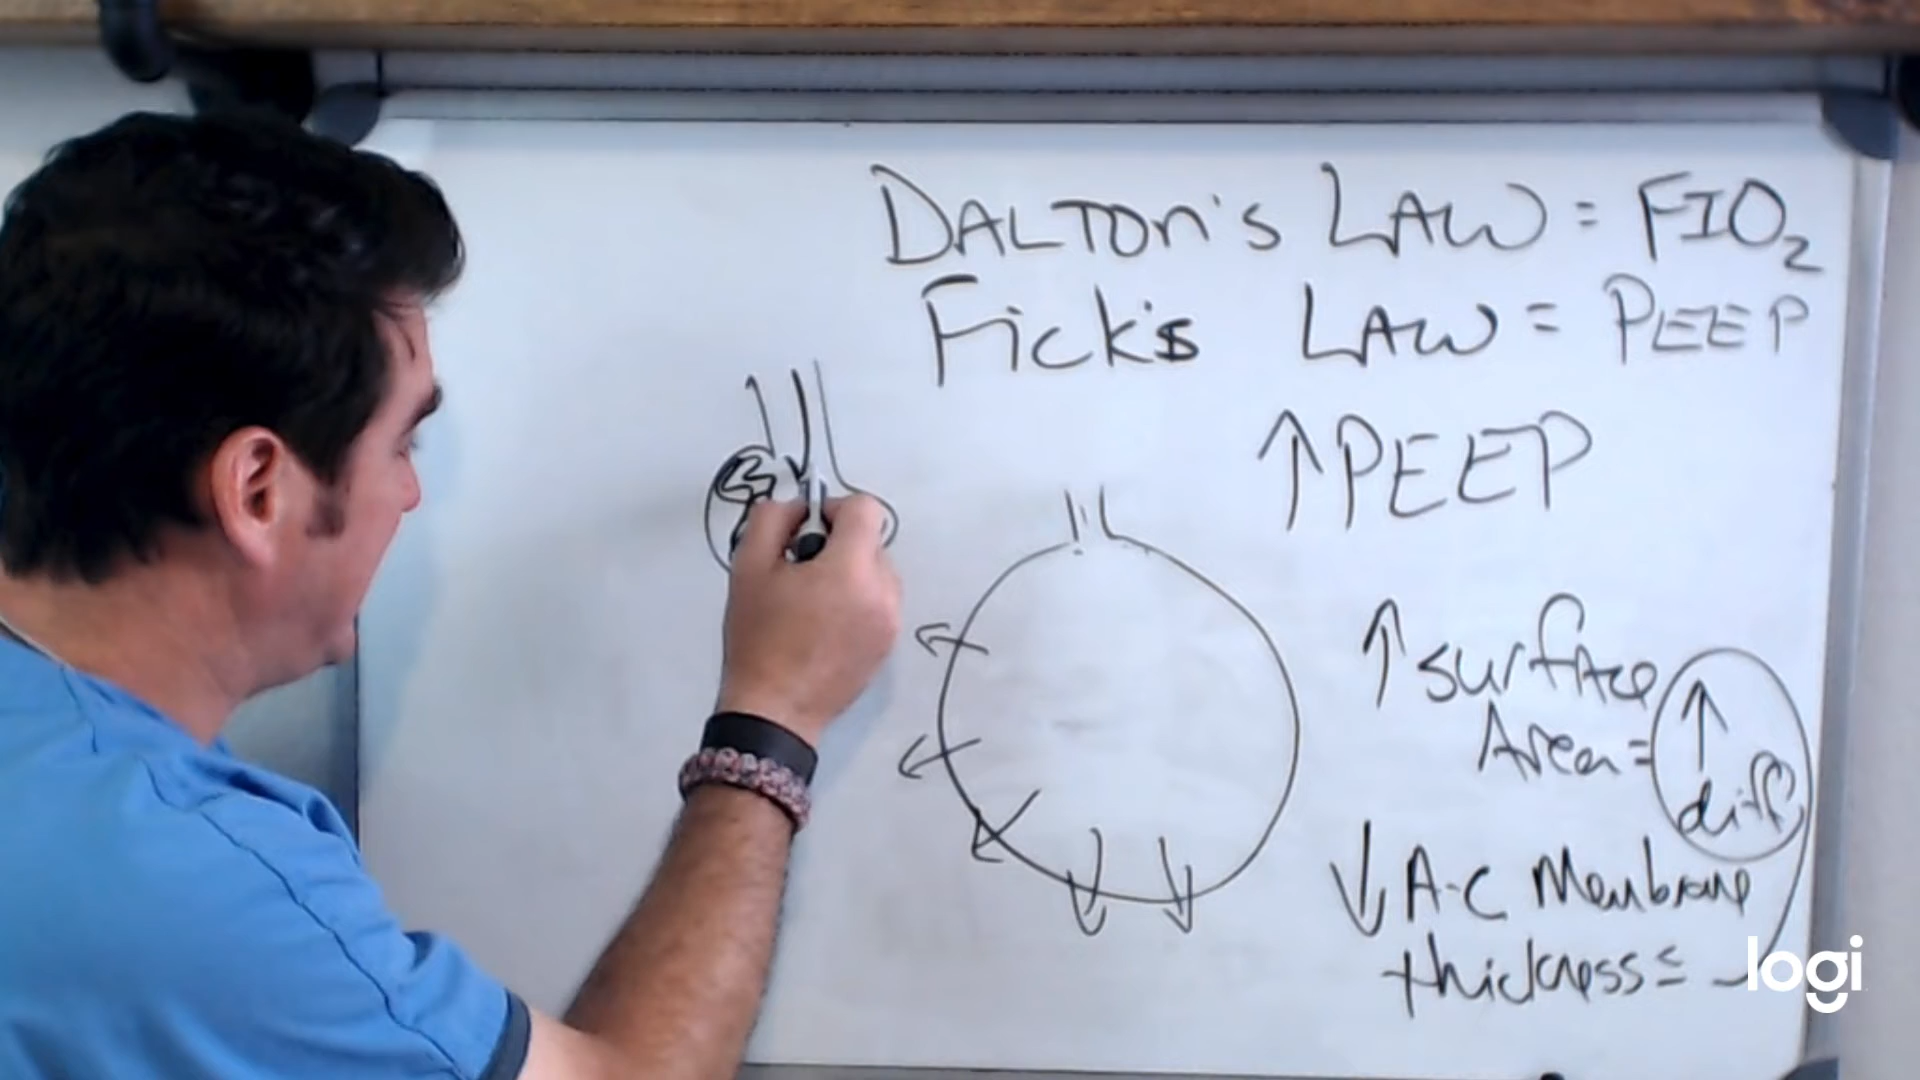 DALTON'S LAW = FIO2
Fick's LAW = PEEP
↑PEEP
↑ surface
Area = ↑ diff
↓ A-C Membrane
thickness =
logi